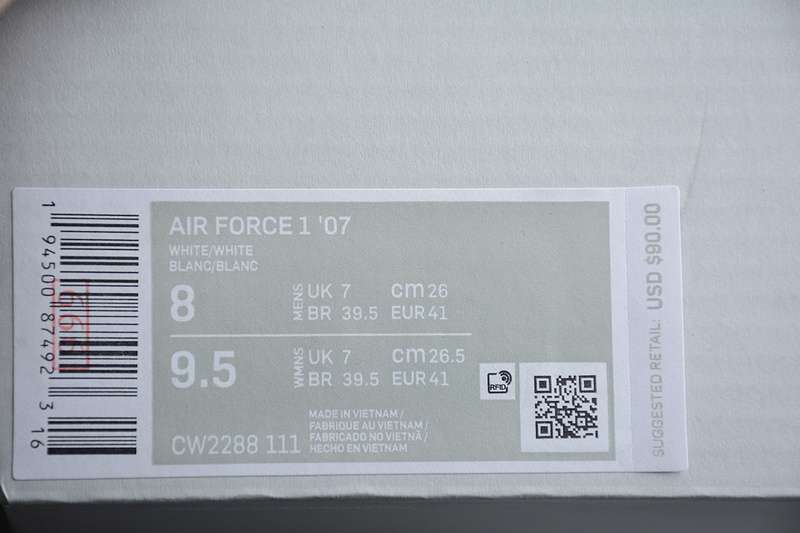 AIR FORCE 1 '07
WHITE/WHITE
BLANC/BLANC
8 MENS UK 7 cm 26
BR 39.5 EUR 41
9.5 WMNS UK 7 cm 26.5
BR 39.5 EUR 41
CW2288 111
MADE IN VIETNAM /
FABRIQUE AU VIETNAM /
FABRICADO NO VIETNÃ /
HECHO EN VIETNAM
RFID
SUGGESTED RETAIL: USD $90.00
1 94500 87492 3 16